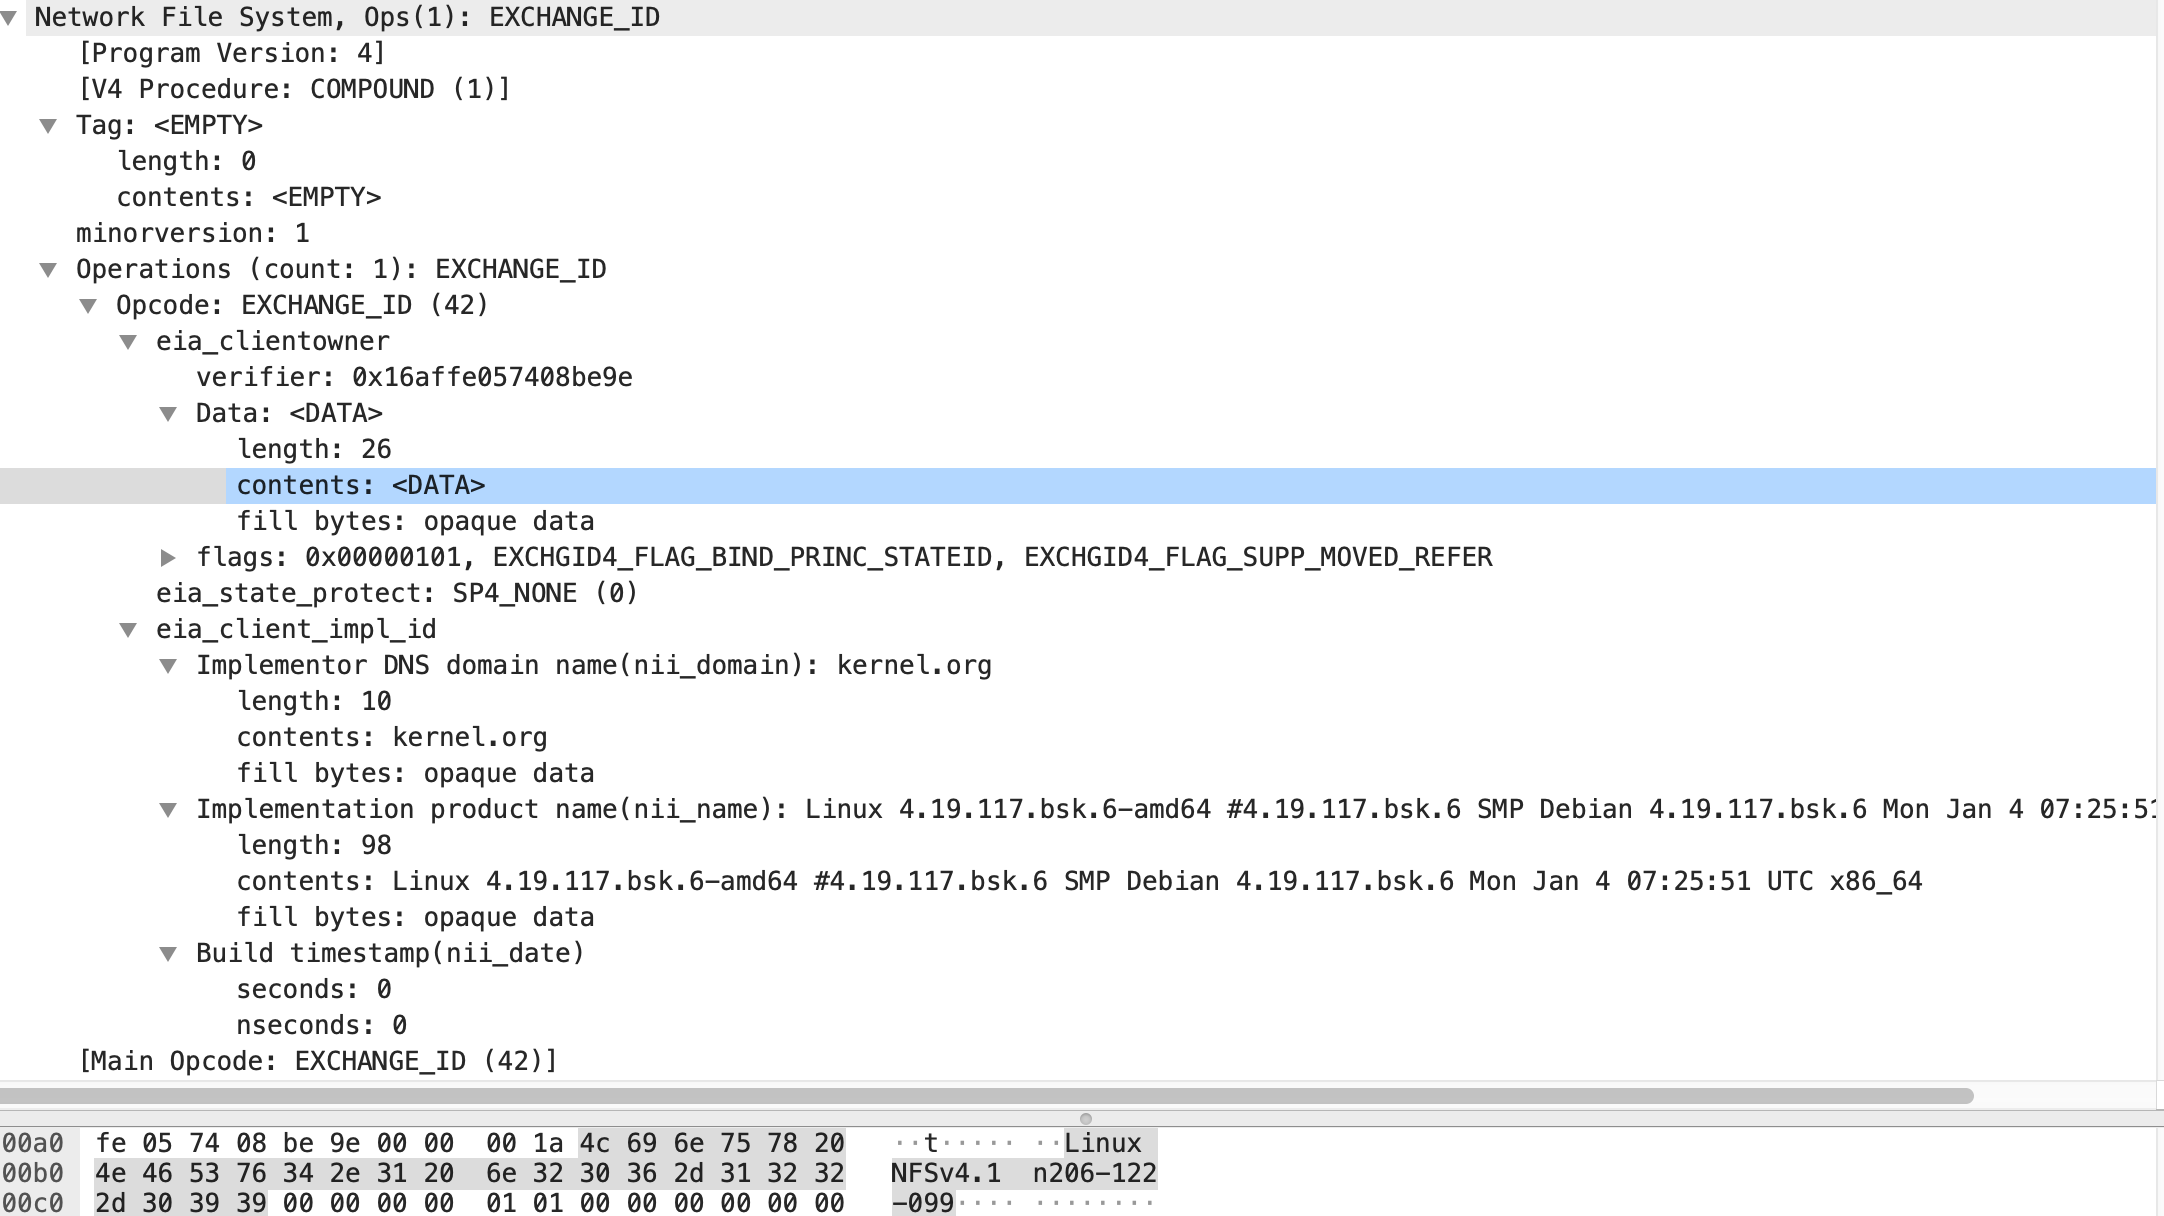 Network File System, Ops(1): EXCHANGE_ID
[Program Version: 4]
[V4 Procedure: COMPOUND (1)]
Tag: <EMPTY>
length: 0
contents: <EMPTY>
minorversion: 1
Operations (count: 1): EXCHANGE_ID
Opcode: EXCHANGE_ID (42)
eia_clientowner
verifier: 0x16affe057408be9e
Data: <DATA>
length: 26
contents: <DATA>
fill bytes: opaque data
flags: 0x00000101, EXCHGID4_FLAG_BIND_PRINC_STATEID, EXCHGID4_FLAG_SUPP_MOVED_REFER
eia_state_protect: SP4_NONE (0)
eia_client_impl_id
Implementor DNS domain name(nii_domain): kernel.org
length: 10
contents: kernel.org
fill bytes: opaque data
Implementation product name(nii_name): Linux 4.19.117.bsk.6-amd64 #4.19.117.bsk.6 SMP Debian 4.19.117.bsk.6 Mon Jan 4 07:25:51
length: 98
contents: Linux 4.19.117.bsk.6-amd64 #4.19.117.bsk.6 SMP Debian 4.19.117.bsk.6 Mon Jan 4 07:25:51 UTC x86_64
fill bytes: opaque data
Build timestamp(nii_date)
seconds: 0
nseconds: 0
[Main Opcode: EXCHANGE_ID (42)]
00a0 fe 05 74 08 be 9e 00 00 00 1a 4c 69 6e 75 78 20 ··t····· ··Linux
00b0 4e 46 53 76 34 2e 31 20 6e 32 30 36 2d 31 32 32 NFSv4.1 n206-122
00c0 2d 30 39 39 00 00 00 00 01 01 00 00 00 00 00 00 -099···· ········